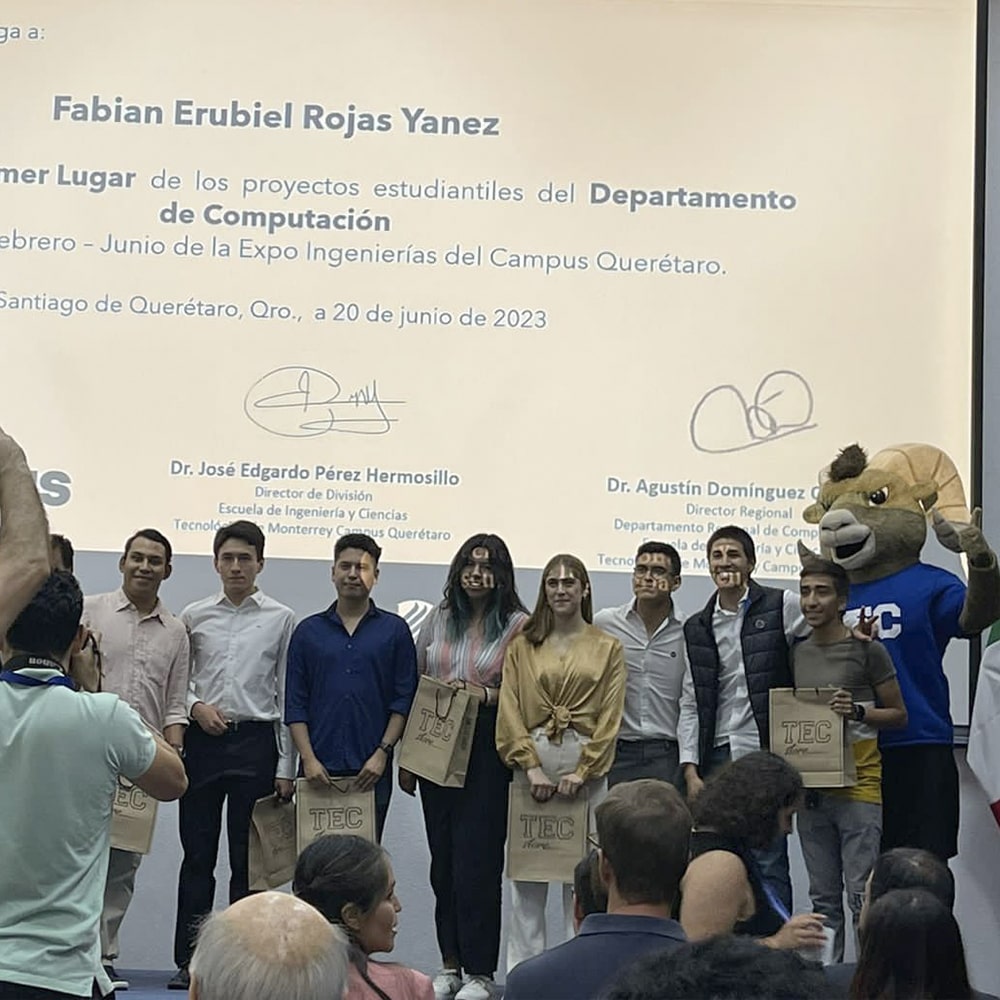 ga a:
Fabian Erubiel Rojas Yanez
mer Lugar de los proyectos estudiantiles del Departamento
de Computación
ebrero – Junio de la Expo Ingenierías del Campus Querétaro.
Santiago de Querétaro, Qro., a 20 de junio de 2023
Dr. José Edgardo Pérez Hermosillo
Director de División
Escuela de Ingeniería y Ciencias
Monterrey Campus Querétaro
Dr. Agustín Domínguez
Director Regional
Departamento
TEC
TEC
TEC
TEC
TEC
store